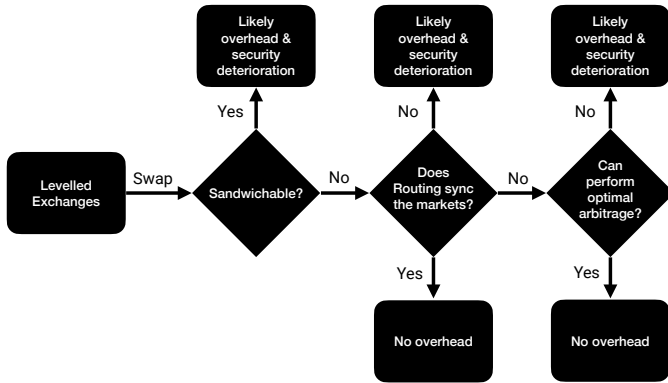 Likely
overhead &
security
deterioration
Likely
overhead &
security
deterioration
Likely
overhead &
security
deterioration
Yes
No
No
Levelled
Exchanges
Swap
Sandwichable?
No
Does
Routing sync
the markets?
No
Can
perform
optimal
arbitrage?
Yes
Yes
No overhead
No overhead